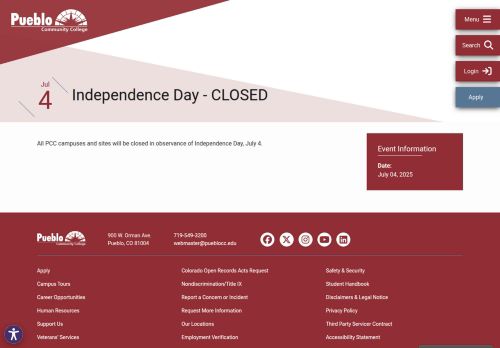 Pueblo
Community College
Menu
Search
Login
Apply
Jul
4
Independence Day - CLOSED
All PCC campuses and sites will be closed in observance of Independence Day, July 4.
Event Information
Date:
July 04, 2025
Pueblo
Community College
900 W. Orman Ave.
Pueblo, CO 81004
719-549-3200
webmaster@pueblocc.edu
Apply
Campus Tours
Career Opportunities
Human Resources
Support Us
Veterans' Services
Colorado Open Records Acts Request
Nondiscrimination/Title IX
Report a Concern or Incident
Request More Information
Our Locations
Employment Verification
Safety & Security
Student Handbook
Disclaimers & Legal Notice
Privacy Policy
Third Party Servicer Contract
Accessibility Statement